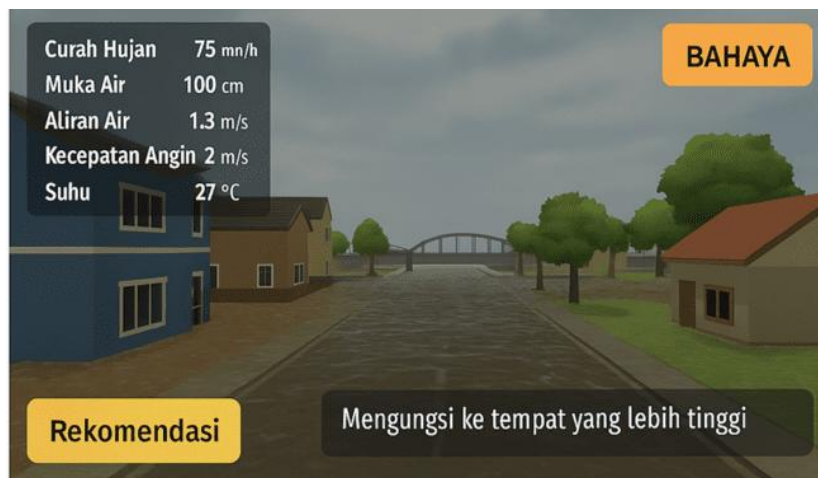 Curah Hujan 75 mn/h
Muka Air 100 cm
Aliran Air 1.3 m/s
Kecepatan Angin 2 m/s
Suhu 27 °C
BAHAYA
Rekomendasi
Mengungsi ke tempat yang lebih tinggi